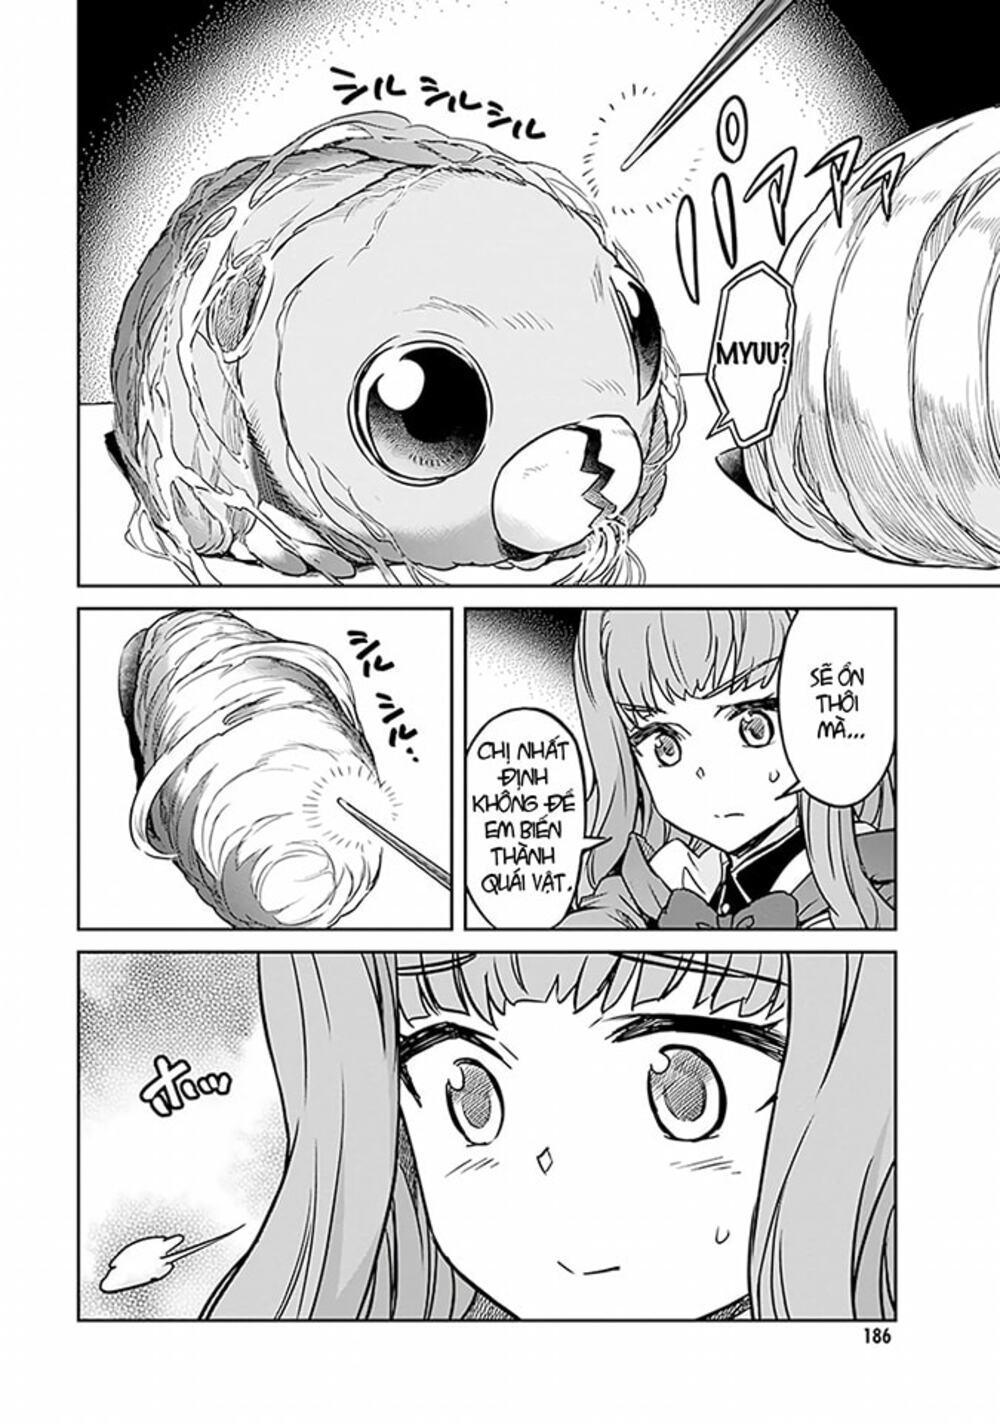 シルシルシル
パアアア
MYUU?
SẼ ỔN
THÔI
MÀ...
CHỊ NHẤT
ĐỊNH
KHÔNG ĐỂ
EM BIẾN
THÀNH
QUÁI VẬT.
シル
シル..
ホッ
186